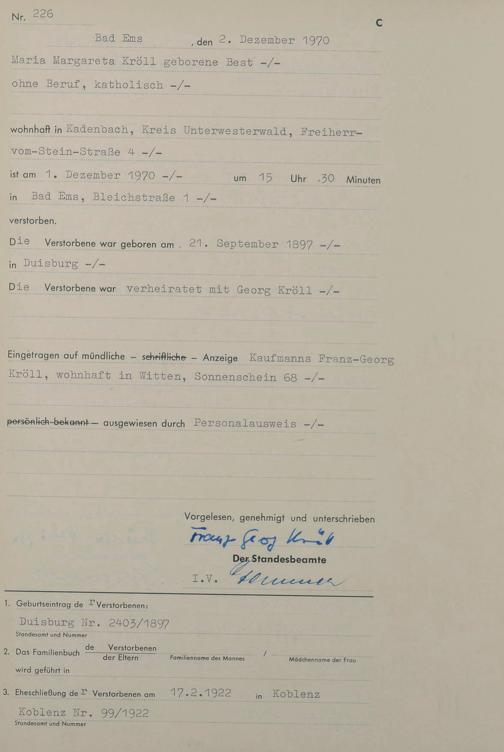 Nr. 226
C
Bad Ems , den 2. Dezember 1970
Maria Margareta Kröll geborene Best -/-
ohne Beruf, katholisch -/-
wohnhaft in Kadenbach, Kreis Unterwesterwald, Freiherr-
vom-Stein-Straße 4 -/-
ist am 1. Dezember 1970 -/- um 15 Uhr 30 Minuten
in Bad Ems, Bleichstraße 1 -/-
verstorben.
Die Verstorbene war geboren am 21. September 1897 -/-
in Duisburg -/-
Die Verstorbene war verheiratet mit Georg Kröll -/-
Eingetragen auf mündliche – schriftliche – Anzeige Kaufmanns Franz-Georg
Kröll, wohnhaft in Witten, Sonnenschein 68 -/-
persönlich bekannt – ausgewiesen durch Personalausweis -/-
Vorgelesen, genehmigt und unterschrieben
Franz Georg Kröll
Der Standesbeamte
I.V.
1. Geburtseintrag de r Verstorbenen:
Duisburg Nr. 2403/1897
Standesamt und Nummer
2. Das Familienbuch de Verstorbenen /
der Eltern Familienname des Mannes Mädchenname der Frau
wird geführt in
3. Eheschließung de r Verstorbenen am 17.2.1922 in Koblenz
Koblenz Nr. 99/1922
Standesamt und Nummer